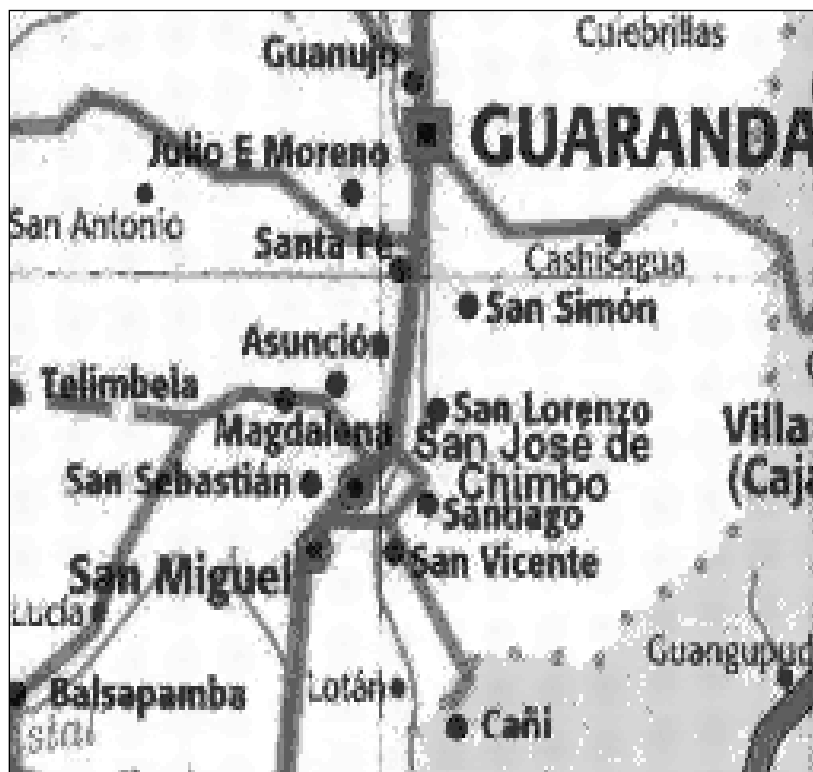 Culebrillas
Guanujo
GUARANDA
Julio E Moreno
San Antonio
Santa Fé
Cashisagua
San Simón
Asunción
Telimbela
San Lorenzo
Magdalena
San José de
Chimbo
Villa
(Caja
San Sebastián
Santiago
San Vicente
San Miguel
Lucía
Guangupud
Balsapamba
Lotán
Cañi